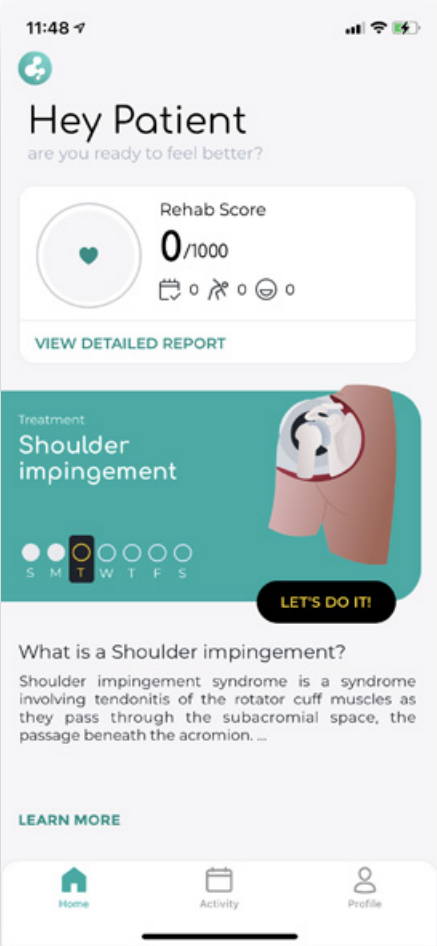 11:48
Hey Patient
are you ready to feel better?
Rehab Score
0/1000
0 0 0
VIEW DETAILED REPORT
Treatment
Shoulder
impingement
S M T W T F S
LET'S DO IT!
What is a Shoulder impingement?
Shoulder impingement syndrome is a syndrome
involving tendonitis of the rotator cuff muscles as
they pass through the subacromial space, the
passage beneath the acromion. ...
LEARN MORE
Home Activity Profile